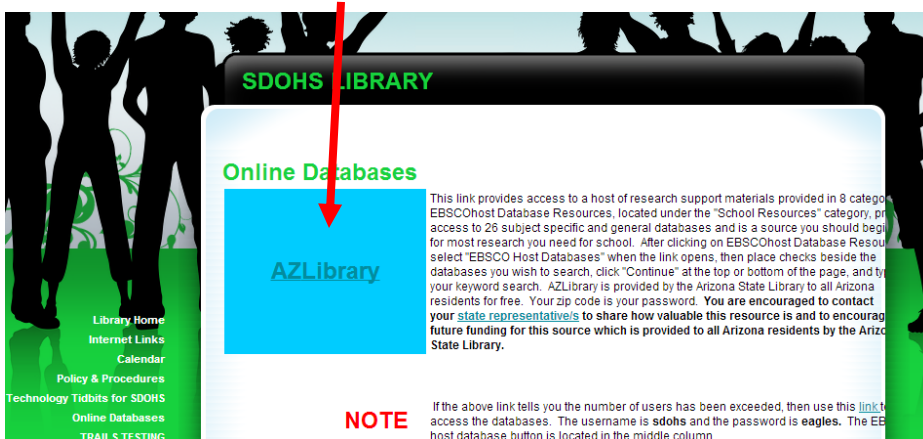 SDOHS LIBRARY
Online Databases
AZLibrary
This link provides access to a host of research support materials provided in 8
EBSCOhost Database Resources, located under the "School Resources" category,
access to 26 subject specific and general databases and is a source you should
for most research you need for school. After clicking on EBSCOhost Database
select "EBSCO Host Databases" when the link opens, then place checks beside the
databases you wish to search, click "Continue" at the top or bottom of the page, and
your keyword search. AZLibrary is provided by the Arizona State Library to all Arizona
residents for free. Your zip code is your password. You are encouraged to contact
your state representative/s to share how valuable this resource is and to
future funding for this source which is provided to all Arizona residents by the
State Library.
Library Home
Internet Links
Calendar
Policy & Procedures
Technology Tidbits for SDOHS
Online Databases
TRAILS TESTING
NOTE
If the above link tells you the number of users has been exceeded, then use this link
access the databases. The username is sdohs and the password is eagles. The
host database button is located in the middle column